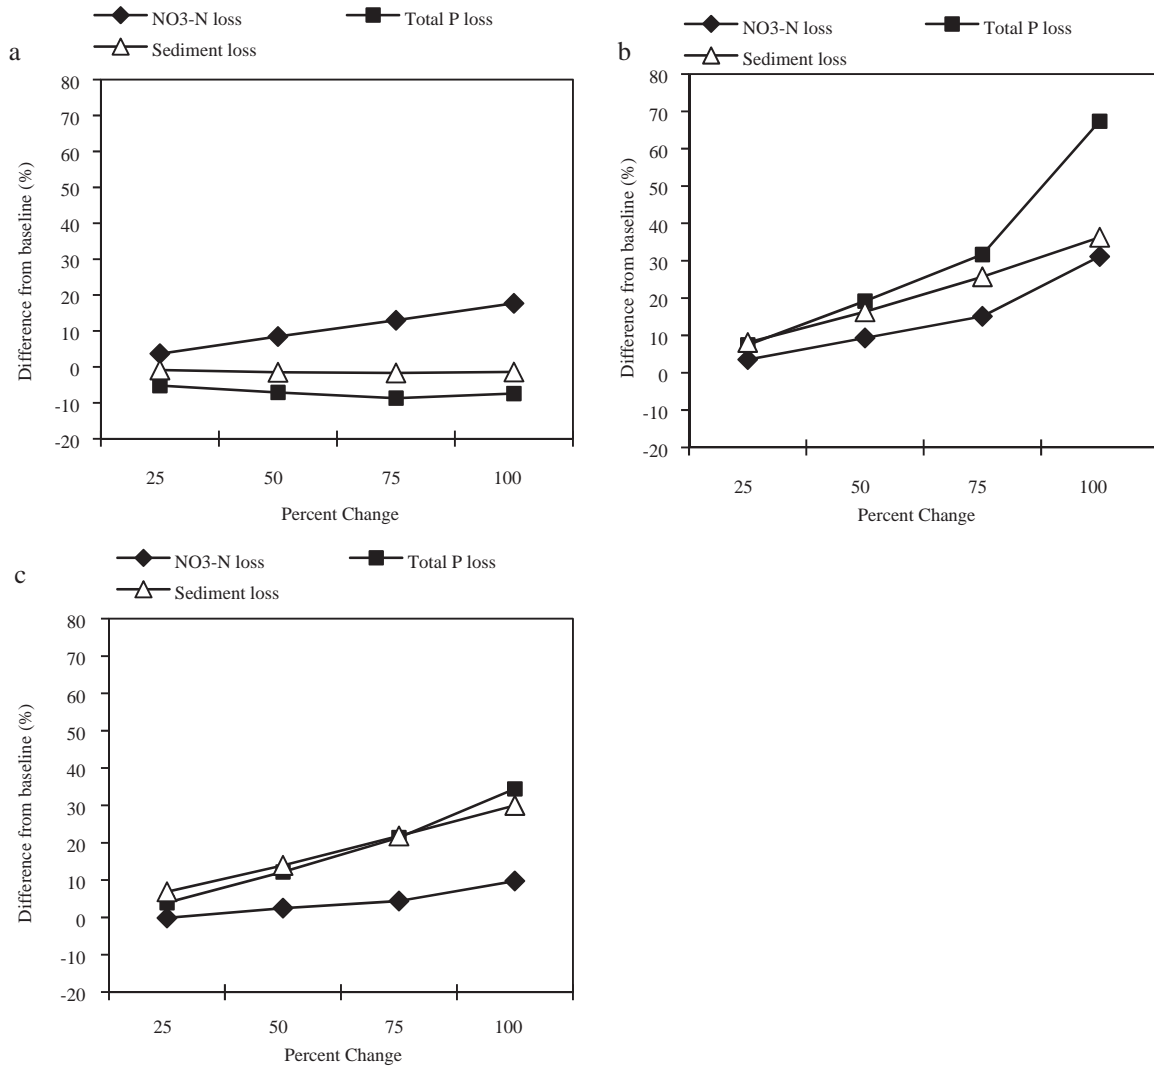 a
NO3-N loss
Total P loss
Sediment loss
80
70
60
50
40
30
20
10
0
-10
-20
Difference from baseline (%)
25 50 75 100
Percent Change
b
NO3-N loss
Total P loss
Sediment loss
80
70
60
50
40
30
20
10
0
-10
-20
Difference from baseline (%)
25 50 75 100
Percent Change
c
NO3-N loss
Total P loss
Sediment loss
80
70
60
50
40
30
20
10
0
-10
-20
Difference from baseline (%)
25 50 75 100
Percent Change